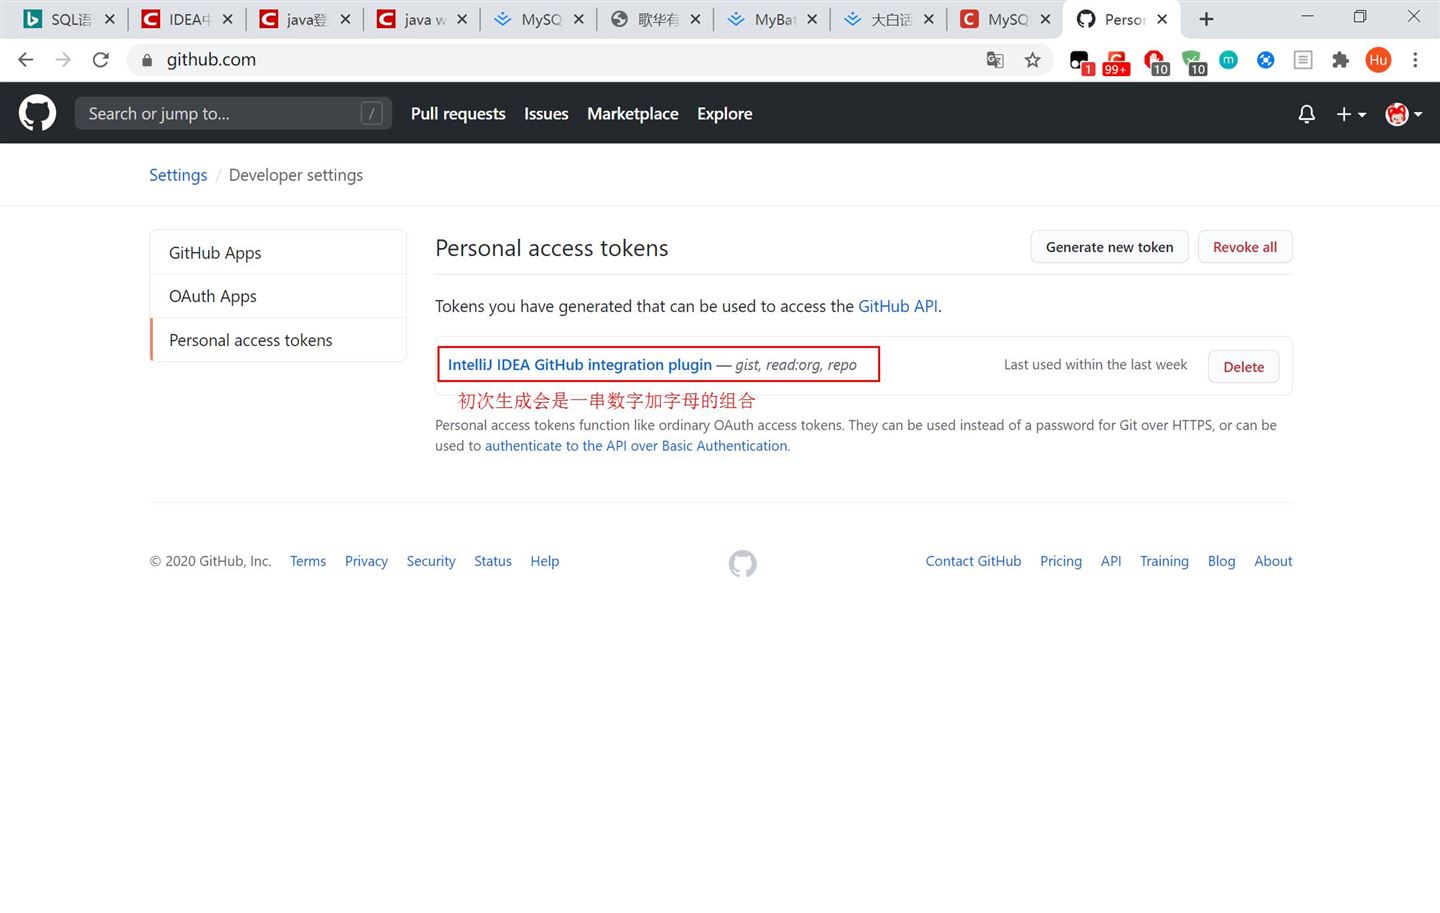 SQL语
IDEA中
java登
java w
MySQ
歌华有
MyBat
大白话
MySQ
Person
github.com
1
99+
10
10
m
Hu
Search or jump to...
/
Pull requests
Issues
Marketplace
Explore
Settings / Developer settings
GitHub Apps
OAuth Apps
Personal access tokens
Personal access tokens
Generate new token
Revoke all
Tokens you have generated that can be used to access the GitHub API.
IntelliJ IDEA GitHub integration plugin — gist, read:org, repo
Last used within the last week
Delete
初次生成会是一串数字加字母的组合
Personal access tokens function like ordinary OAuth access tokens. They can be used instead of a password for Git over HTTPS, or can be
used to authenticate to the API over Basic Authentication.
© 2020 GitHub, Inc.
Terms
Privacy
Security
Status
Help
Contact GitHub
Pricing
API
Training
Blog
About